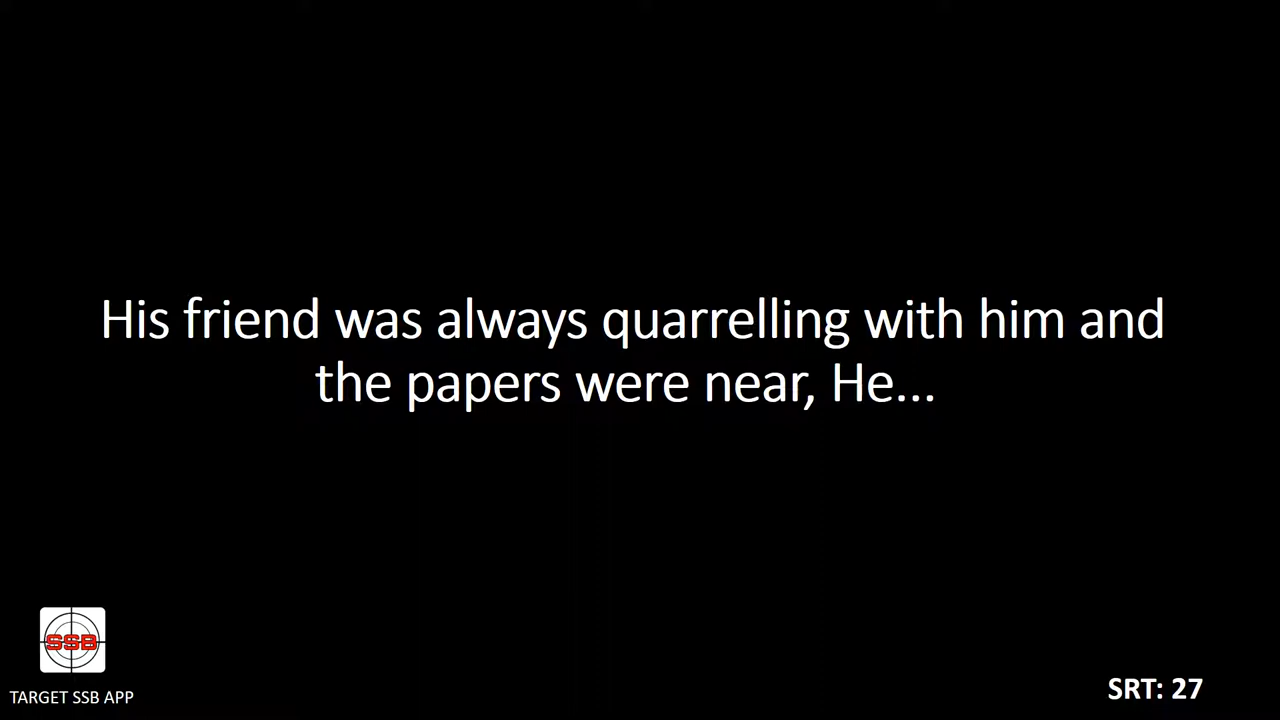 His friend was always quarrelling with him and
the papers were near, He...
SSB
TARGET SSB APP
SRT: 27